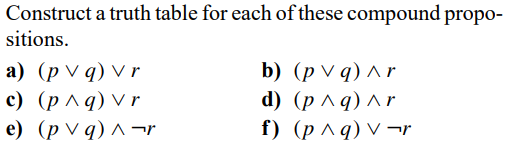 Construct a truth table for each of these compound propo-
sitions.
a) (p ∨ q) ∨ r b) (p ∨ q) ∧ r
c) (p ∧ q) ∨ r d) (p ∧ q) ∧ r
e) (p ∨ q) ∧ ¬r f) (p ∧ q) ∨ ¬r